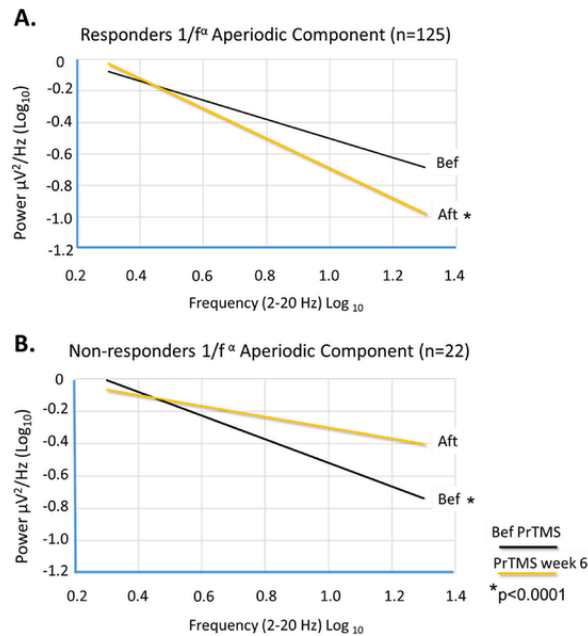 A.
Responders 1/fᵅ Aperiodic Component (n=125)
Power µV²/Hz (Log₁₀)
-0
-0.2
-0.4
-0.6
-0.8
-1.0
-1.2
Bef
Aft *
0.2 0.4 0.6 0.8 1.0 1.2 1.4
Frequency (2-20 Hz) Log ₁₀
B.
Non-responders 1/f ᵅ Aperiodic Component (n=22)
Power µV²/Hz (Log₁₀)
0
-0.2
-0.4
-0.6
-0.8
-1.0
-1.2
Aft
Bef *
0.2 0.4 0.6 0.8 1.0 1.2 1.4
Frequency (2-20 Hz) Log ₁₀
Bef PrTMS
PrTMS week 6
*p<0.0001